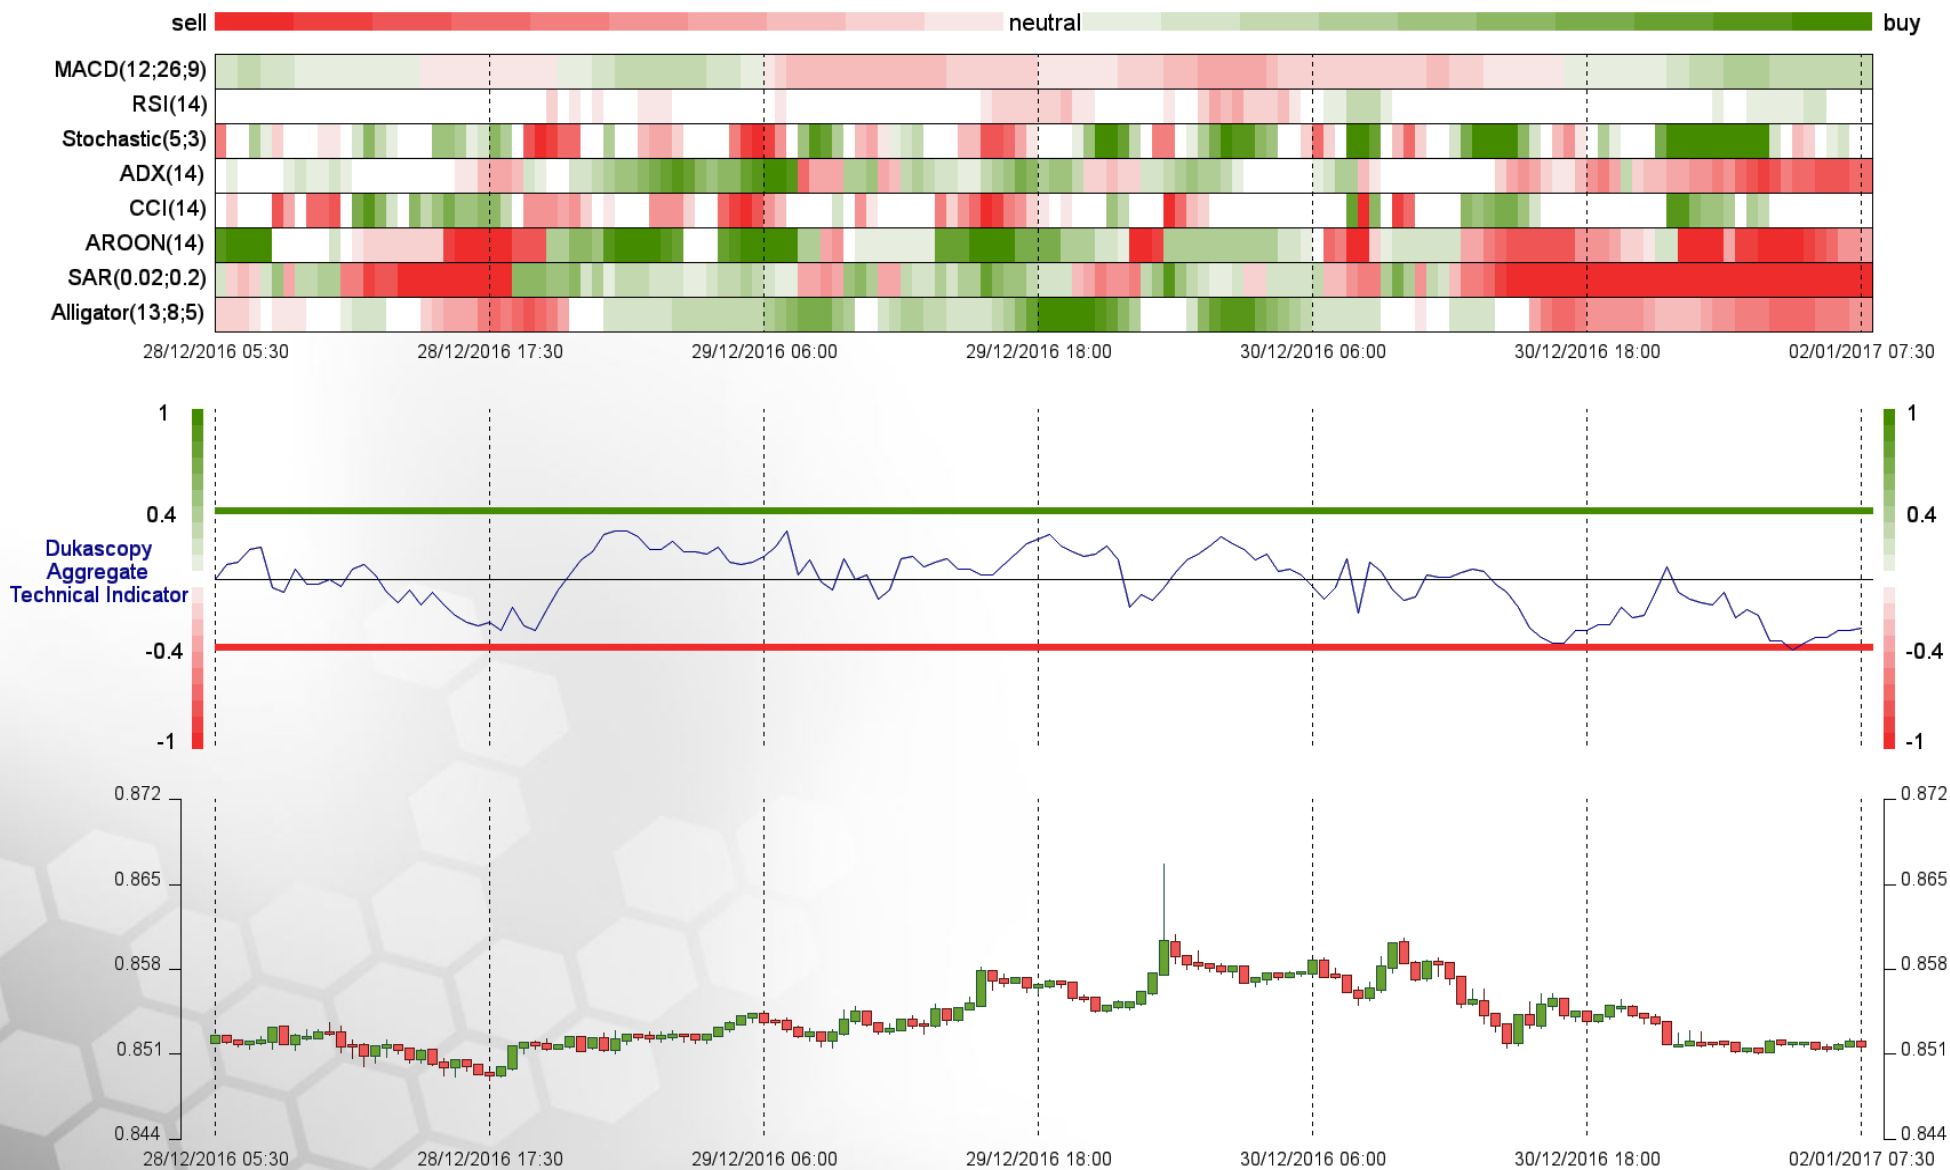 sell neutral buy
MACD(12;26;9)
RSI(14)
Stochastic(5;3)
ADX(14)
CCI(14)
AROON(14)
SAR(0.02;0.2)
Alligator(13;8;5)
28/12/2016 05:30 28/12/2016 17:30 29/12/2016 06:00 29/12/2016 18:00 30/12/2016 06:00 30/12/2016 18:00 02/01/2017 07:30
1 1
0.4 0.4
Dukascopy
Aggregate
Technical Indicator
-0.4 -0.4
-1 -1
0.872 0.872
0.865 0.865
0.858 0.858
0.851 0.851
0.844 0.844
28/12/2016 05:30 28/12/2016 17:30 29/12/2016 06:00 29/12/2016 18:00 30/12/2016 06:00 30/12/2016 18:00 02/01/2017 07:30